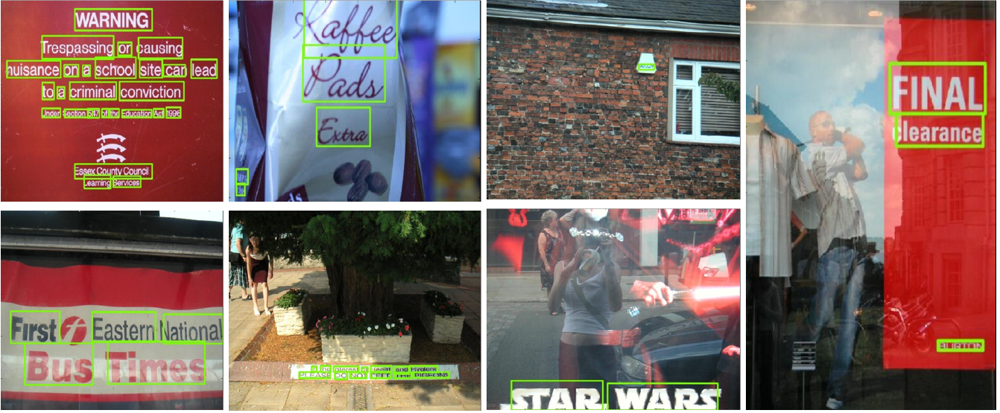 WARNING
Trespassing or causing
nuisance on a school site can lead
to a criminal conviction
Under Section 547 of the Education Act 1996
Essex County Council
Learning Services
Kaffee
Pads
Extra
FINAL
Clearance
BURTON
First Eastern National
Bus Times
In the interest of Health and Hygiene
PLEASE DO NOT FEED THE PIGEONS
STAR WARS